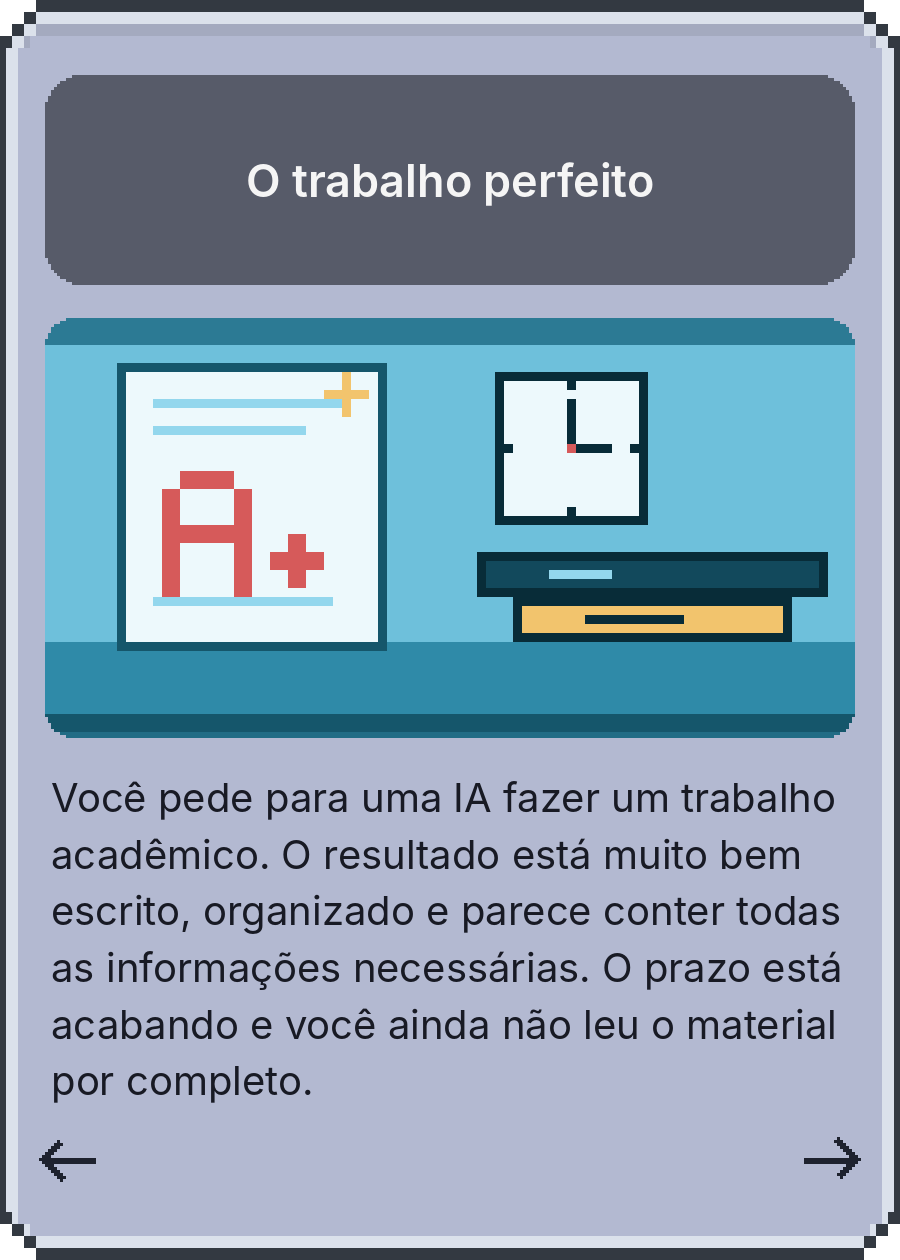 O trabalho perfeito
A+
Você pede para uma IA fazer um trabalho
acadêmico. O resultado está muito bem
escrito, organizado e parece conter todas
as informações necessárias. O prazo está
acabando e você ainda não leu o material
por completo.